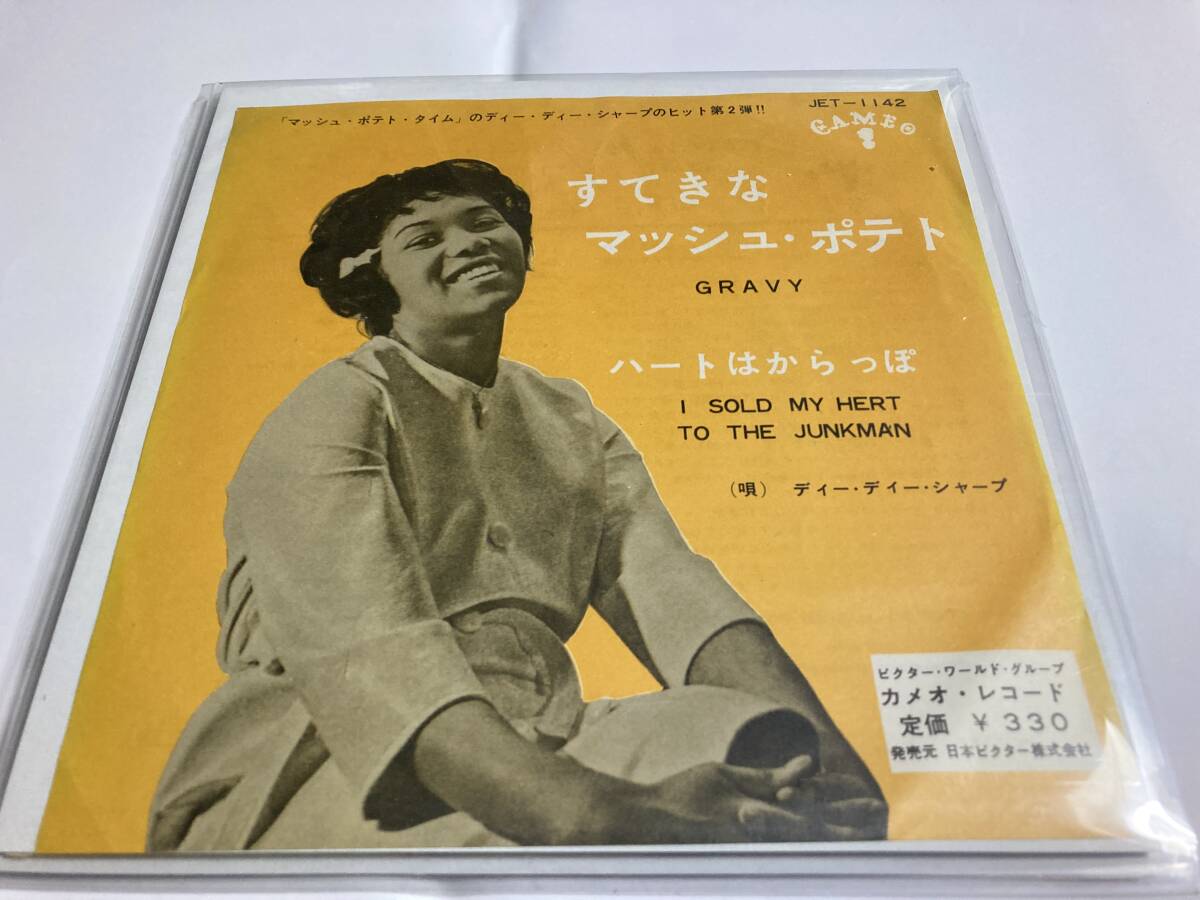 「マッシュ・ポテト・タイム」のディー・ディー・シャープのヒット第2弾!!
JET-1142
CAMEO
すてきな
マッシュ・ポテト
GRAVY
ハートはからっぽ
I SOLD MY HERT
TO THE JUNKMAN
(唄) ディー・ディー・シャープ
ビクター・ワールド・グループ
カメオ・レコード
定価 ¥330
発売元 日本ビクター株式会社